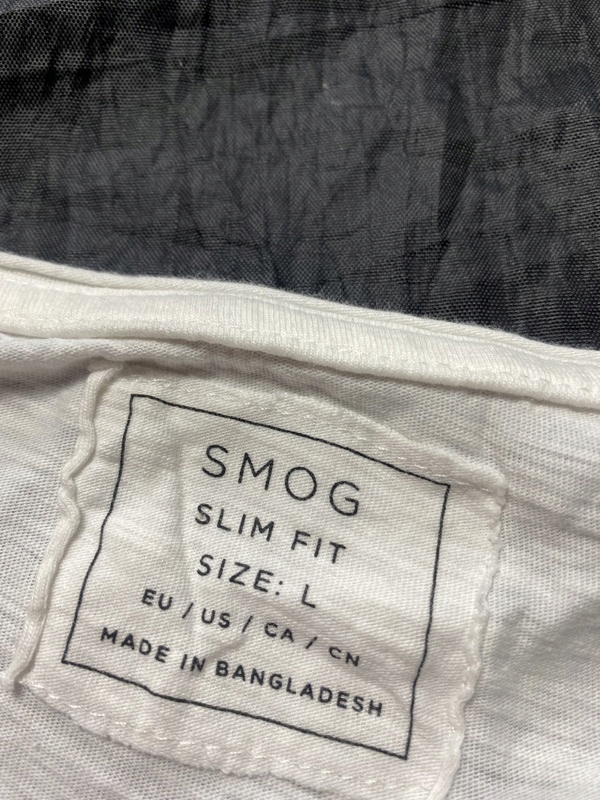 SMOG
SLIM FIT
SIZE: L
EU / US / CA / CN
MADE IN BANGLADESH